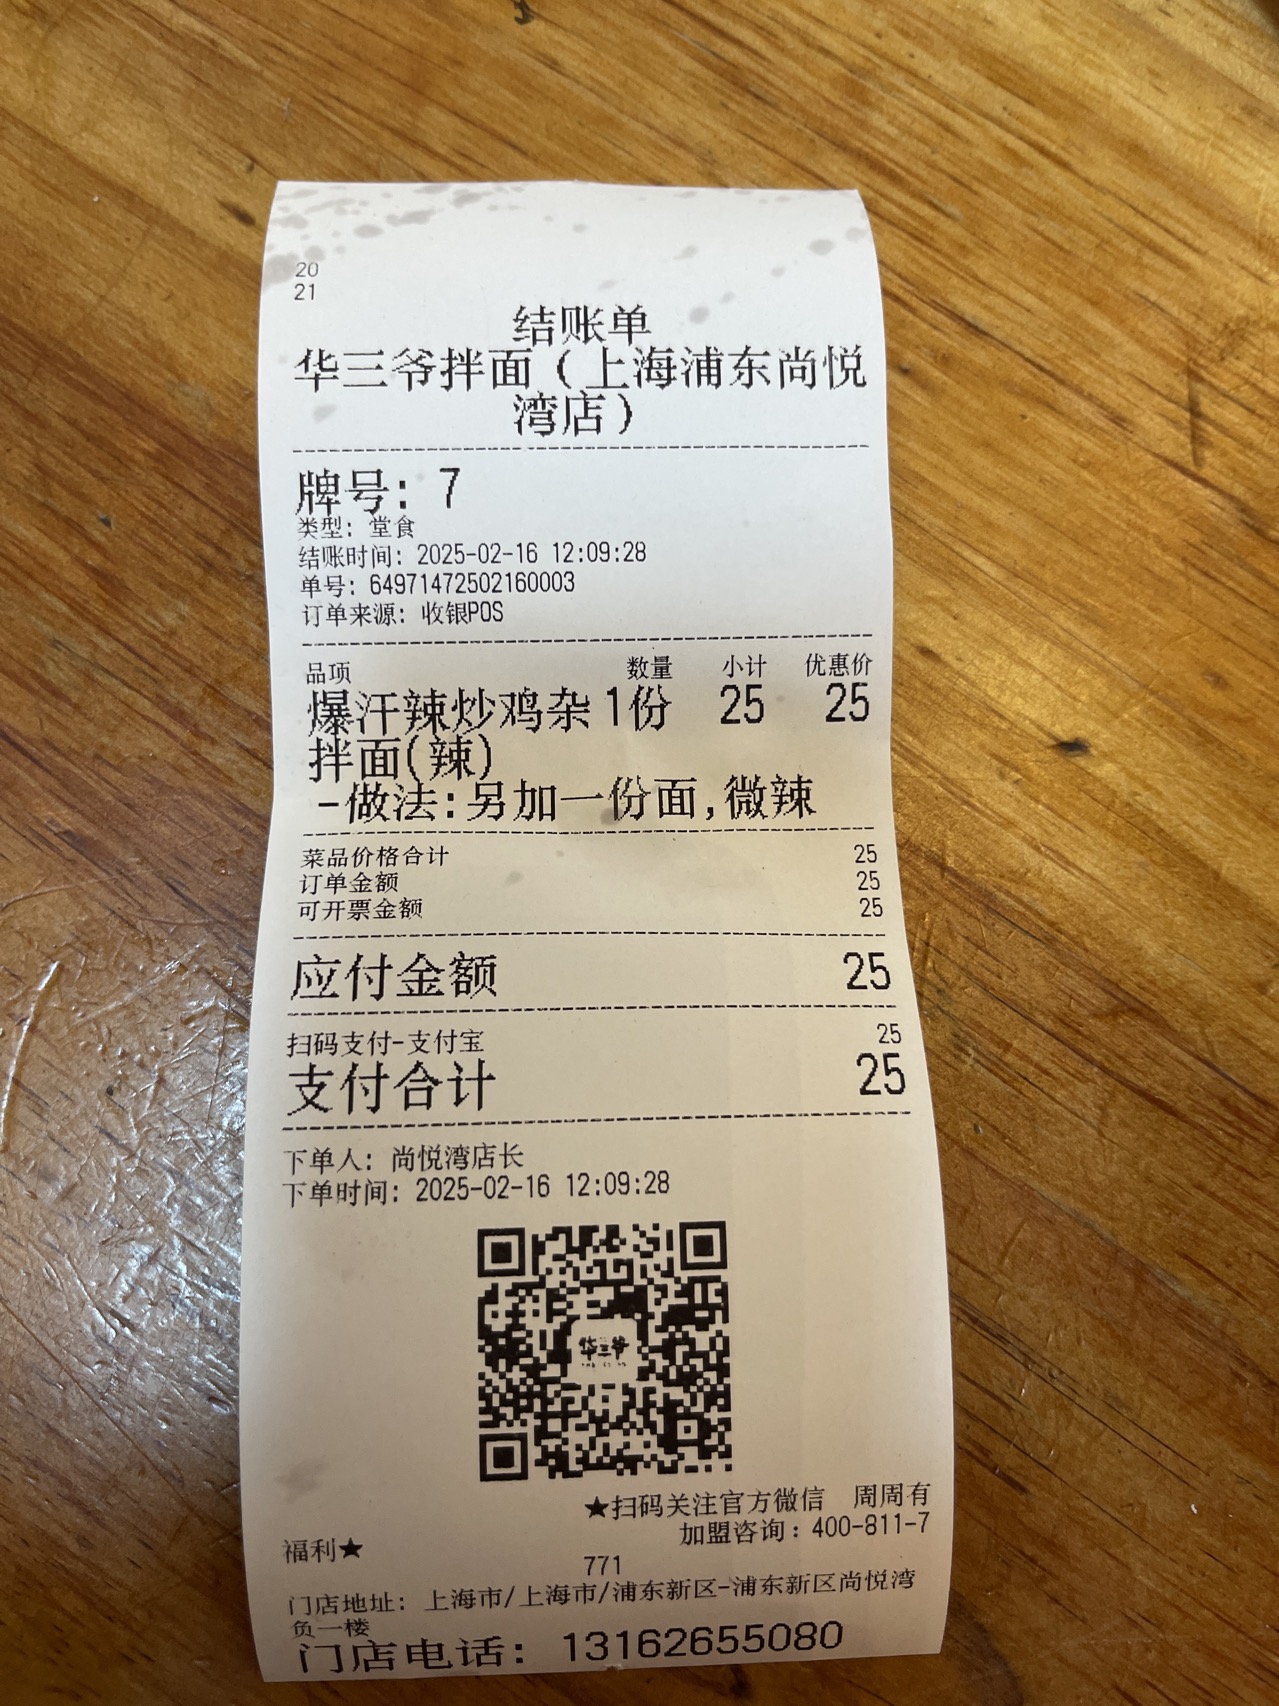 20
21
结账单
华三爷拌面（上海浦东尚悦
湾店）
牌号: 7
类型: 堂食
结账时间: 2025-02-16 12:09:28
单号: 64971472502160003
订单来源: 收银POS
品项 数量 小计 优惠价
爆汗辣炒鸡杂 1份 25 25
拌面(辣)
-做法:另加一份面,微辣
菜品价格合计 25
订单金额 25
可开票金额 25
应付金额 25
扫码支付-支付宝 25
支付合计 25
下单人: 尚悦湾店长
下单时间: 2025-02-16 12:09:28
华三爷
★扫码关注官方微信 周周有
福利★ 加盟咨询: 400-811-7
771
门店地址: 上海市/上海市/浦东新区-浦东新区尚悦湾
负一楼
门店电话: 13162655080